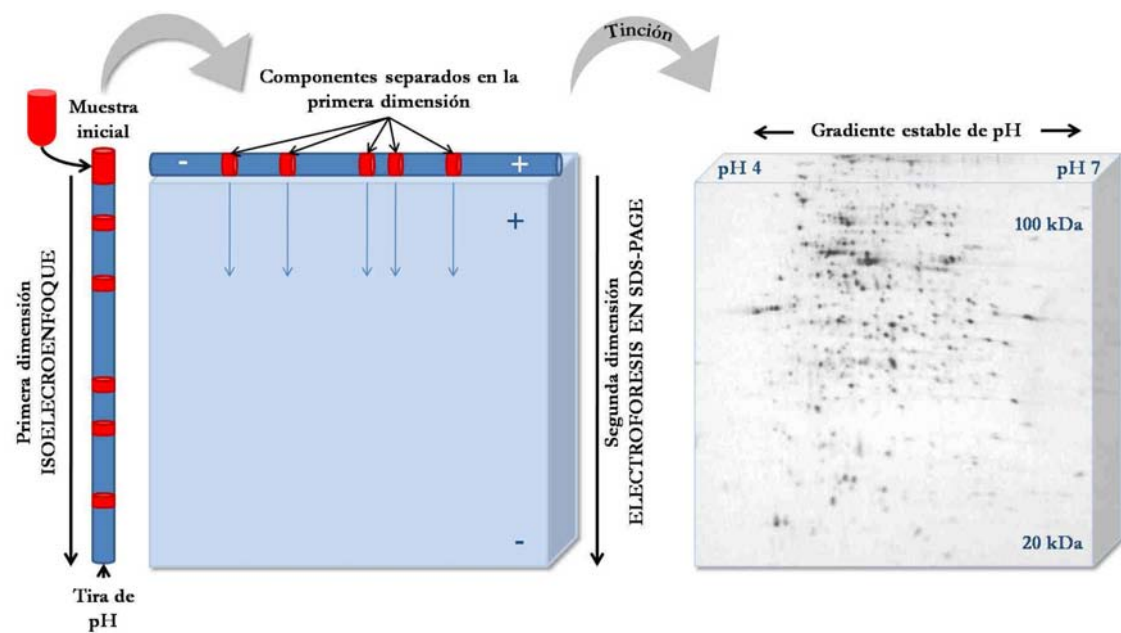 Muestra
inicial
Primera dimensión
ISOELECROENFOQUE
Tira de
pH
Componentes separados en la
primera dimensión
-
+
+
-
Segunda dimensión
ELECTROFORESIS EN SDS-PAGE
Tinción
Gradiente estable de pH
pH 4
pH 7
100 kDa
20 kDa